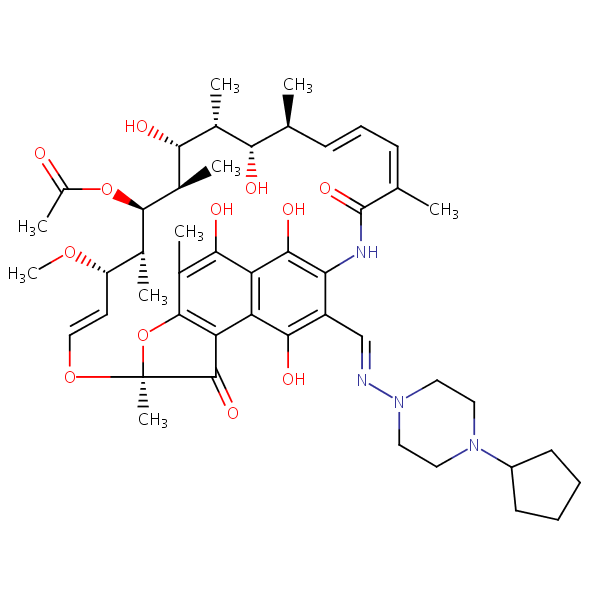 CH3 CH3
HO
CH3
O O OH O
H3C CH3 OH OH CH3
O NH
H3C CH3
O
O OH N
CH3 O N
N